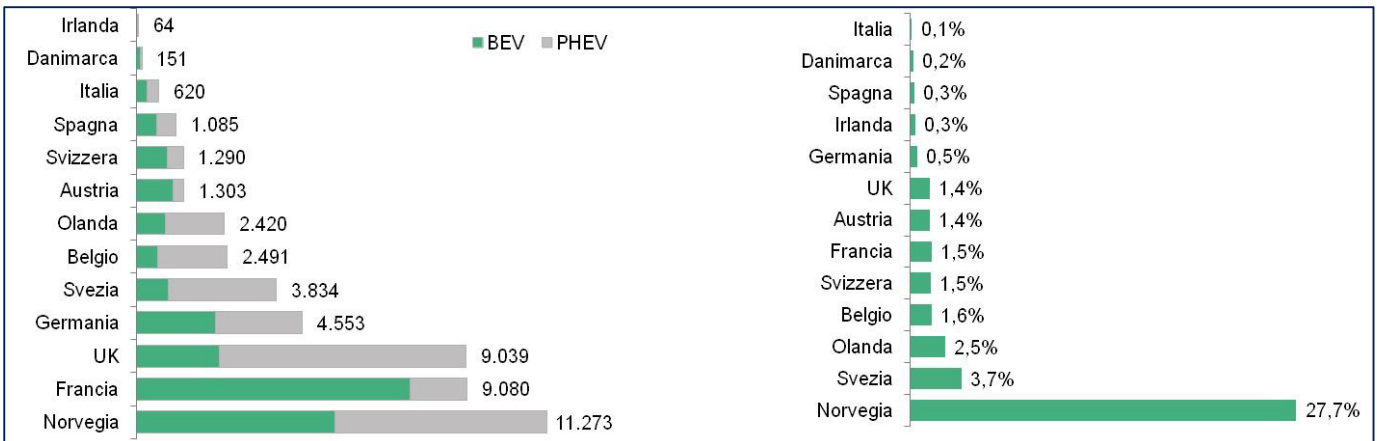 Irlanda 64
BEV PHEV
Danimarca 151
Italia 620
Spagna 1.085
Svizzera 1.290
Austria 1.303
Olanda 2.420
Belgio 2.491
Svezia 3.834
Germania 4.553
UK 9.039
Francia 9.080
Norvegia 11.273
Italia 0,1%
Danimarca 0,2%
Spagna 0,3%
Irlanda 0,3%
Germania 0,5%
UK 1,4%
Austria 1,4%
Francia 1,5%
Svizzera 1,5%
Belgio 1,6%
Olanda 2,5%
Svezia 3,7%
Norvegia 27,7%